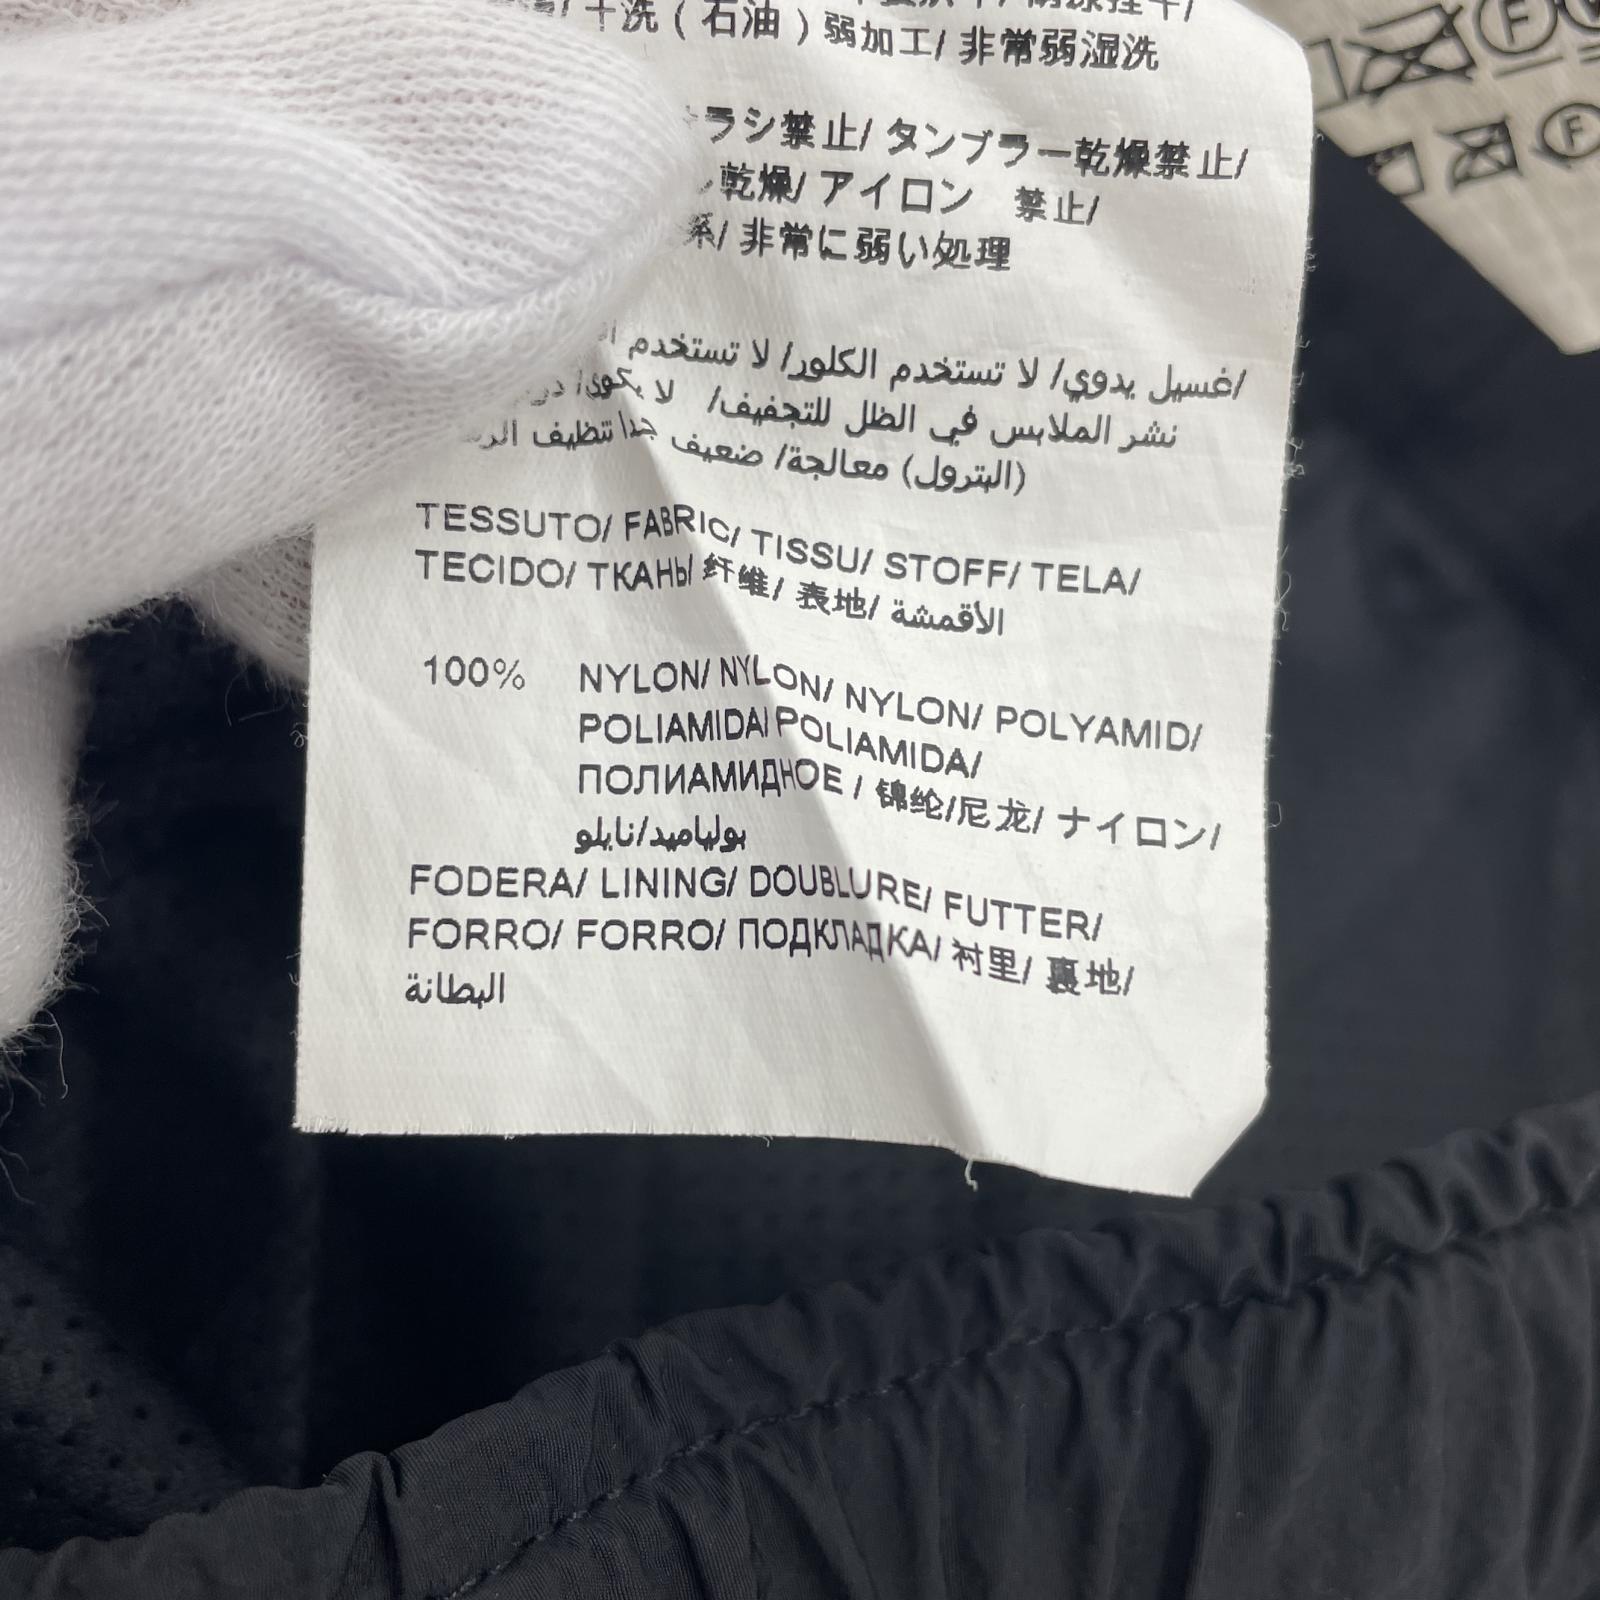 干洗(石油)弱加工/ 非常弱湿洗
ラシ禁止/ タンブラー乾燥禁止/
乾燥/ アイロン 禁止/
系/ 非常に弱い処理
غسيل يدوي/ لا تستخدم الكلور/ لا تستخدم/
نشر الملابس في الظل للتجفيف/ لا يكوى/
(البترول) معالجة/ ضعيف جدا تنظيف
TESSUTO/ FABRIC/ TISSU/ STOFF/ TELA/
TECIDO/ ТКАНЬ/ 纤维/ 表地/ الأقمشة
100% NYLON/ NYLON/ NYLON/ POLYAMID/
POLIAMIDA/ POLIAMIDA/
ПОЛИАМИДНОЕ / 锦纶/尼龙/ ナイロン/
بولياميد/نايلو
FODERA/ LINING/ DOUBLURE/ FUTTER/
FORRO/ FORRO/ ПОДКЛАДКА/ 衬里/ 裏地/
البطانة
F
F